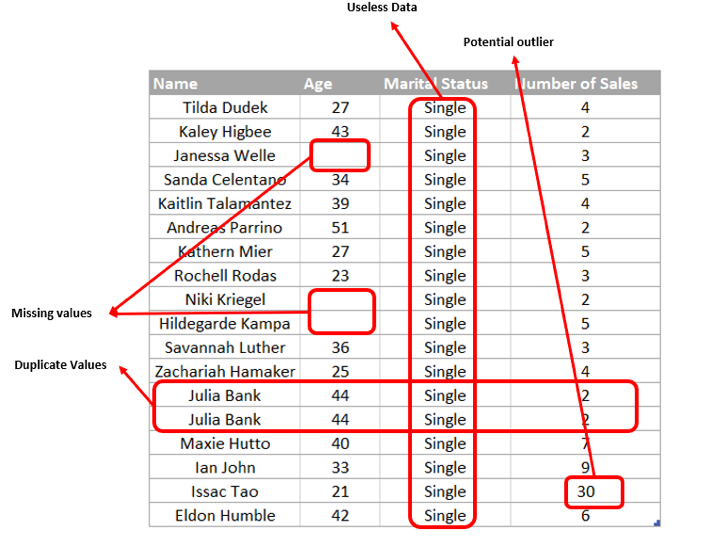 Useless Data
Potential outlier
Name Age Marital Status Number of Sales
Tilda Dudek 27 Single 4
Kaley Higbee 43 Single 2
Janessa Welle Single 3
Sanda Celentano 34 Single 5
Kaitlin Talamantez 39 Single 4
Andreas Parrino 51 Single 2
Kathern Mier 27 Single 5
Rochell Rodas 23 Single 3
Niki Kriegel Single 2
Missing values
Hildegarde Kampa Single 5
Savannah Luther 36 Single 3
Duplicate Values
Zachariah Hamaker 25 Single 4
Julia Bank 44 Single 2
Julia Bank 44 Single 2
Maxie Hutto 40 Single 7
Ian John 33 Single 9
Issac Tao 21 Single 30
Eldon Humble 42 Single 6